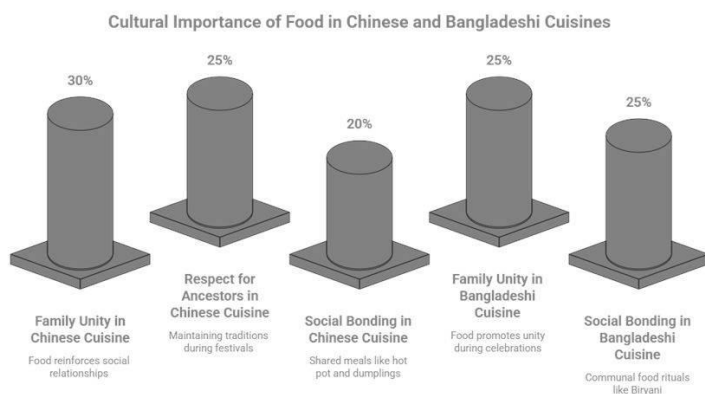 Cultural Importance of Food in Chinese and Bangladeshi Cuisines
30%
Family Unity in
Chinese Cuisine
Food reinforces social
relationships
25%
Respect for
Ancestors in
Chinese Cuisine
Maintaining traditions
during festivals
20%
Social Bonding in
Chinese Cuisine
Shared meals like hot
pot and dumplings
25%
Family Unity in
Bangladeshi
Cuisine
Food promotes unity
during celebrations
25%
Social Bonding in
Bangladeshi
Cuisine
Communal food rituals
like Biryani